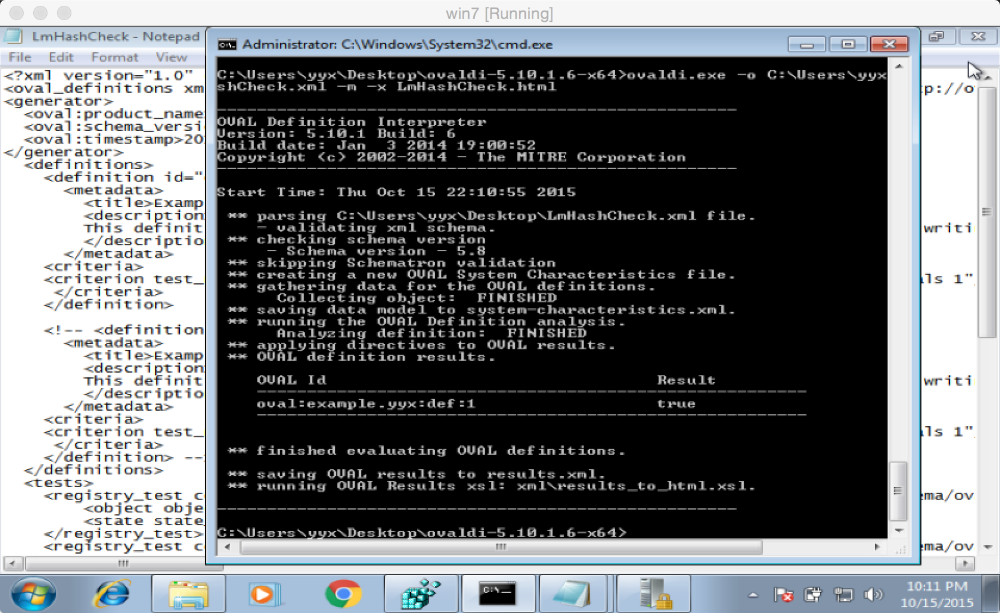 win7 [Running]
LmHashCheck - Notepad
File Edit Format View
<?xml version="1.0"
<oval_definitions xm
<generator>
<oval:product_name
<oval:schema_versi
<oval:timestamp>20
</generator>
<definitions>
<definition id="
<metadata>
<title>Examp
<description
This definit
</descriptio
</metadata>
<criteria>
<criterion test_
</criteria>
</definition>
<!-- <definition
<metadata>
<title>Examp
<description
This definit
</descriptio
</metadata>
<criteria>
<criterion test_
</criteria>
</definition> --
</definitions>
<tests>
<registry_test c
<object obje
<state state_
</registry_test>
<registry_test c
Administrator: C:\Windows\System32\cmd.exe
C:\Users\yyx\Desktop\ovaldi-5.10.1.6-x64>ovaldi.exe -o C:\Users\yyx
shCheck.xml -m -x LmHashCheck.html
----------------------------------------------------
OVAL Definition Interpreter
Version: 5.10.1 Build: 6
Build date: Jan  3 2014 19:00:52
Copyright (c) 2002-2014 - The MITRE Corporation
----------------------------------------------------
Start Time: Thu Oct 15 22:10:55 2015
** parsing C:\Users\yyx\Desktop\LmHashCheck.xml file.
- validating xml schema.
** checking schema version
- Schema version - 5.8
** skipping Schematron validation
** creating a new OVAL System Characteristics file.
** gathering data for the OVAL definitions.
Collecting object:  FINISHED
** saving data model to system-characteristics.xml.
** running the OVAL Definition analysis.
Analyzing definition:  FINISHED
** applying directives to OVAL results.
** OVAL definition results.
OVAL Id Result
-------------------------------------------------------
oval:example.yyx:def:1 true
-------------------------------------------------------
** finished evaluating OVAL definitions.
** saving OVAL results to results.xml.
** running OVAL Results xsl: xml\results_to_html.xsl.
----------------------------------------------------
C:\Users\yyx\Desktop\ovaldi-5.10.1.6-x64>
p://o
writi
ls 1"
writi
ls 1"
ema/ov
ema/ov
C:\_
10:11 PM
10/15/2015